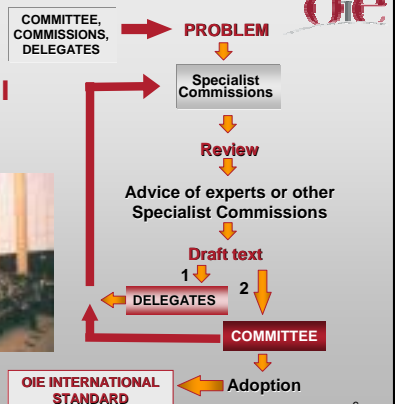 OIE
COMMITTEE,
COMMISSIONS,
DELEGATES
PROBLEM
Specialist
Commissions
Review
Advice of experts or other
Specialist Commissions
Draft text
1
2
DELEGATES
COMMITTEE
Adoption
OIE INTERNATIONAL
STANDARD